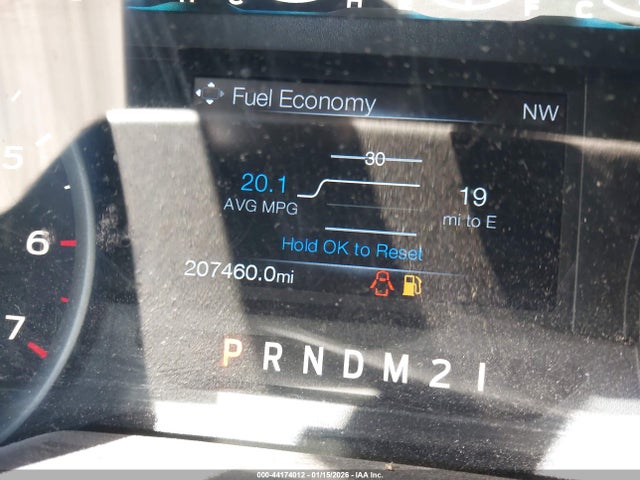 H C H F C
Fuel Economy NW
30
20.1 19
AVG MPG mi to E
5
6
7
Hold OK to Reset
207460.0mi
P R N D M 2 1
000-44174012 - 01/15/2026 - IAA Inc.